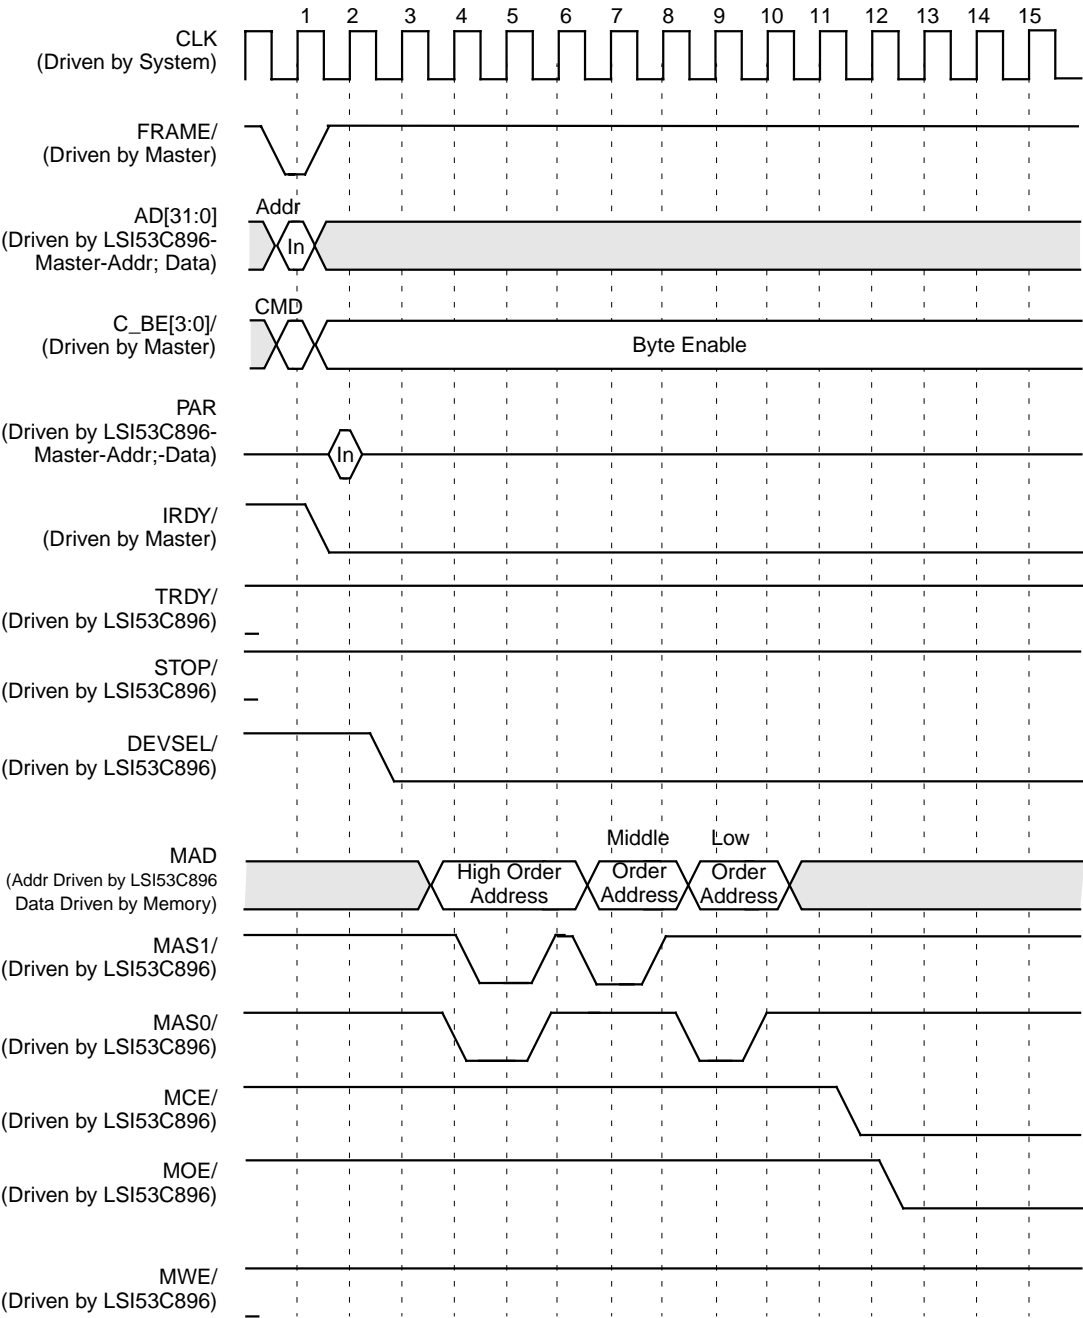 1 2 3 4 5 6 7 8 9 10 11 12 13 14 15
CLK
(Driven by System)
FRAME/
(Driven by Master)
Addr
AD[31:0]
(Driven by LSI53C896-
Master-Addr; Data)
In
CMD
C_BE[3:0]/
(Driven by Master)
Byte Enable
PAR
(Driven by LSI53C896-
Master-Addr;-Data)
In
IRDY/
(Driven by Master)
TRDY/
(Driven by LSI53C896)
STOP/
(Driven by LSI53C896)
DEVSEL/
(Driven by LSI53C896)
MAD
(Addr Driven by LSI53C896
Data Driven by Memory)
High Order
Address
Middle
Order
Address
Low
Order
Address
MAS1/
(Driven by LSI53C896)
MAS0/
(Driven by LSI53C896)
MCE/
(Driven by LSI53C896)
MOE/
(Driven by LSI53C896)
MWE/
(Driven by LSI53C896)